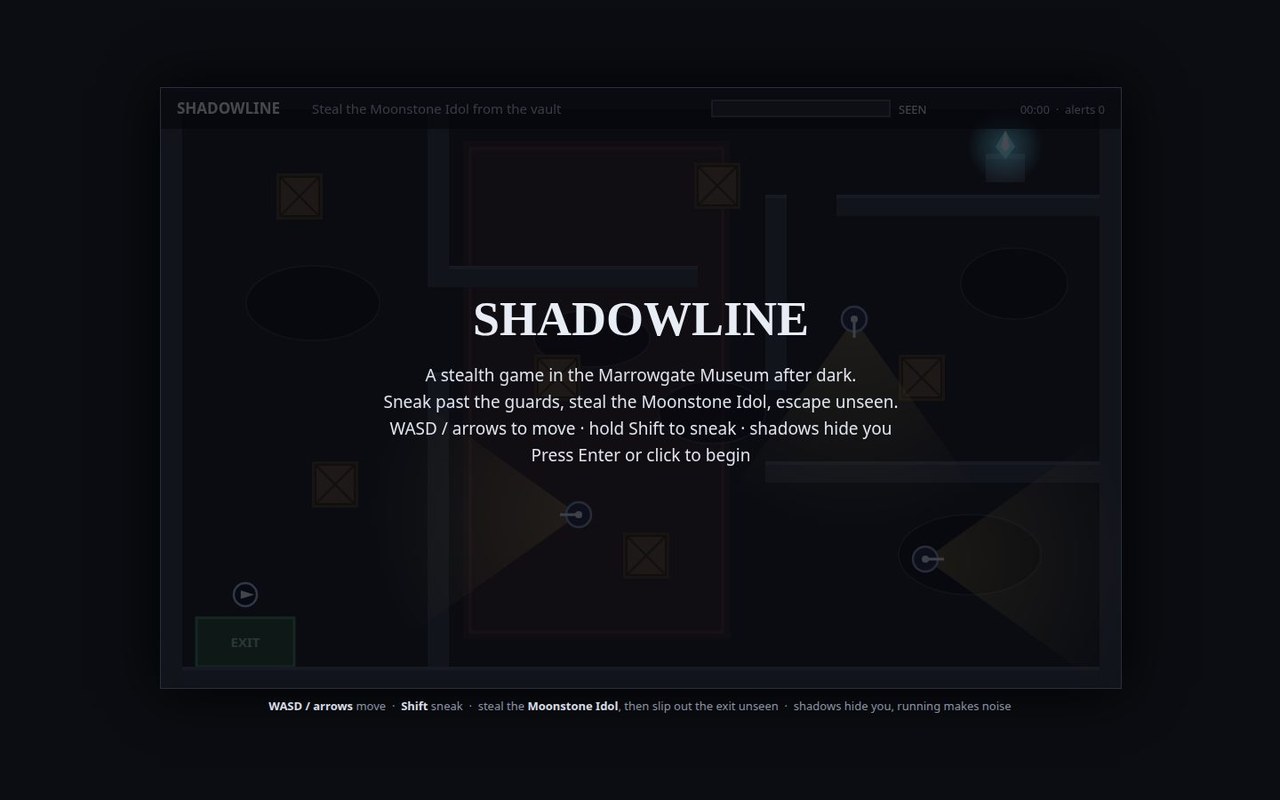 SHADOWLINE Steal the Moonstone Idol from the vault SEEN 00:00 · alerts 0
SHADOWLINE
A stealth game in the Marrowgate Museum after dark.
Sneak past the guards, steal the Moonstone Idol, escape unseen.
WASD / arrows to move · hold Shift to sneak · shadows hide you
Press Enter or click to begin
EXIT
WASD / arrows move · Shift sneak · steal the Moonstone Idol, then slip out the exit unseen · shadows hide you, running makes noise